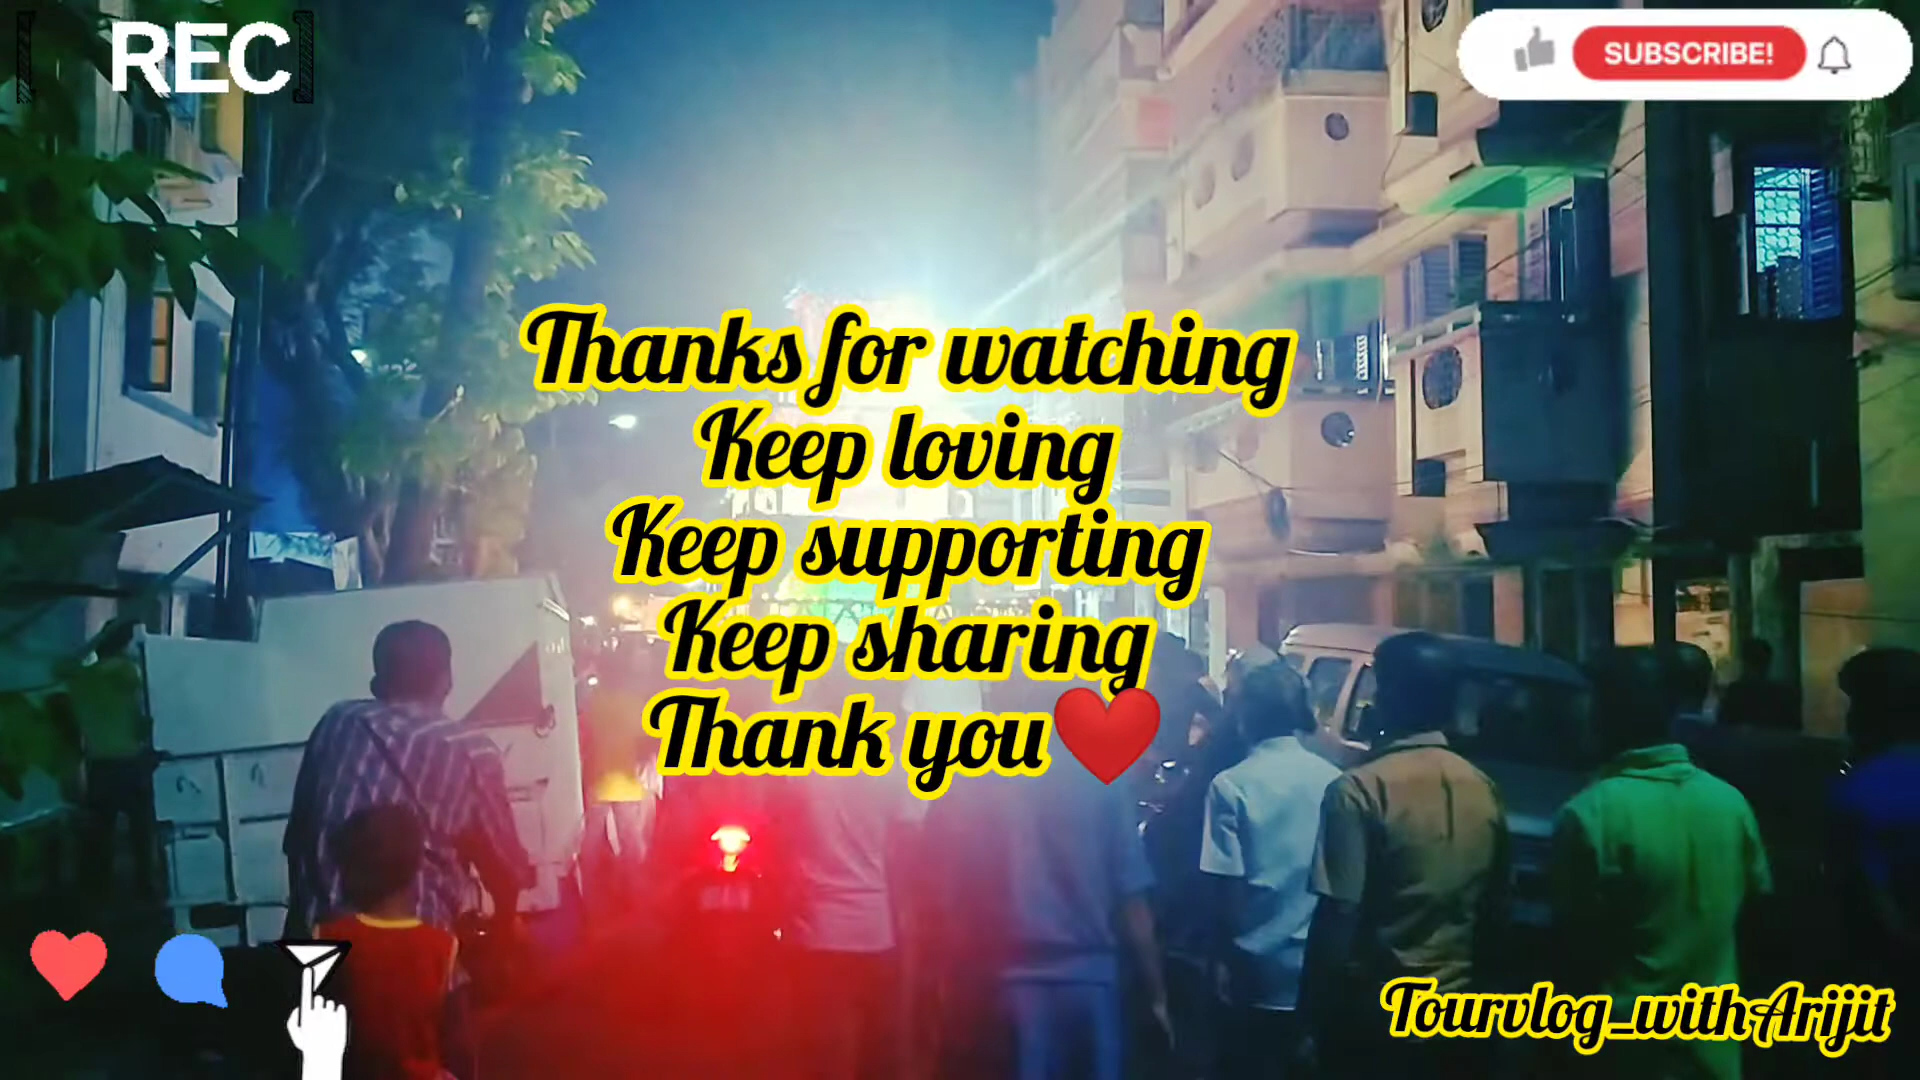 [ REC ]
SUBSCRIBE!
Thanks for watching
Keep loving
Keep supporting
Keep sharing
Thank you❤️
Tourvlog_withArijit